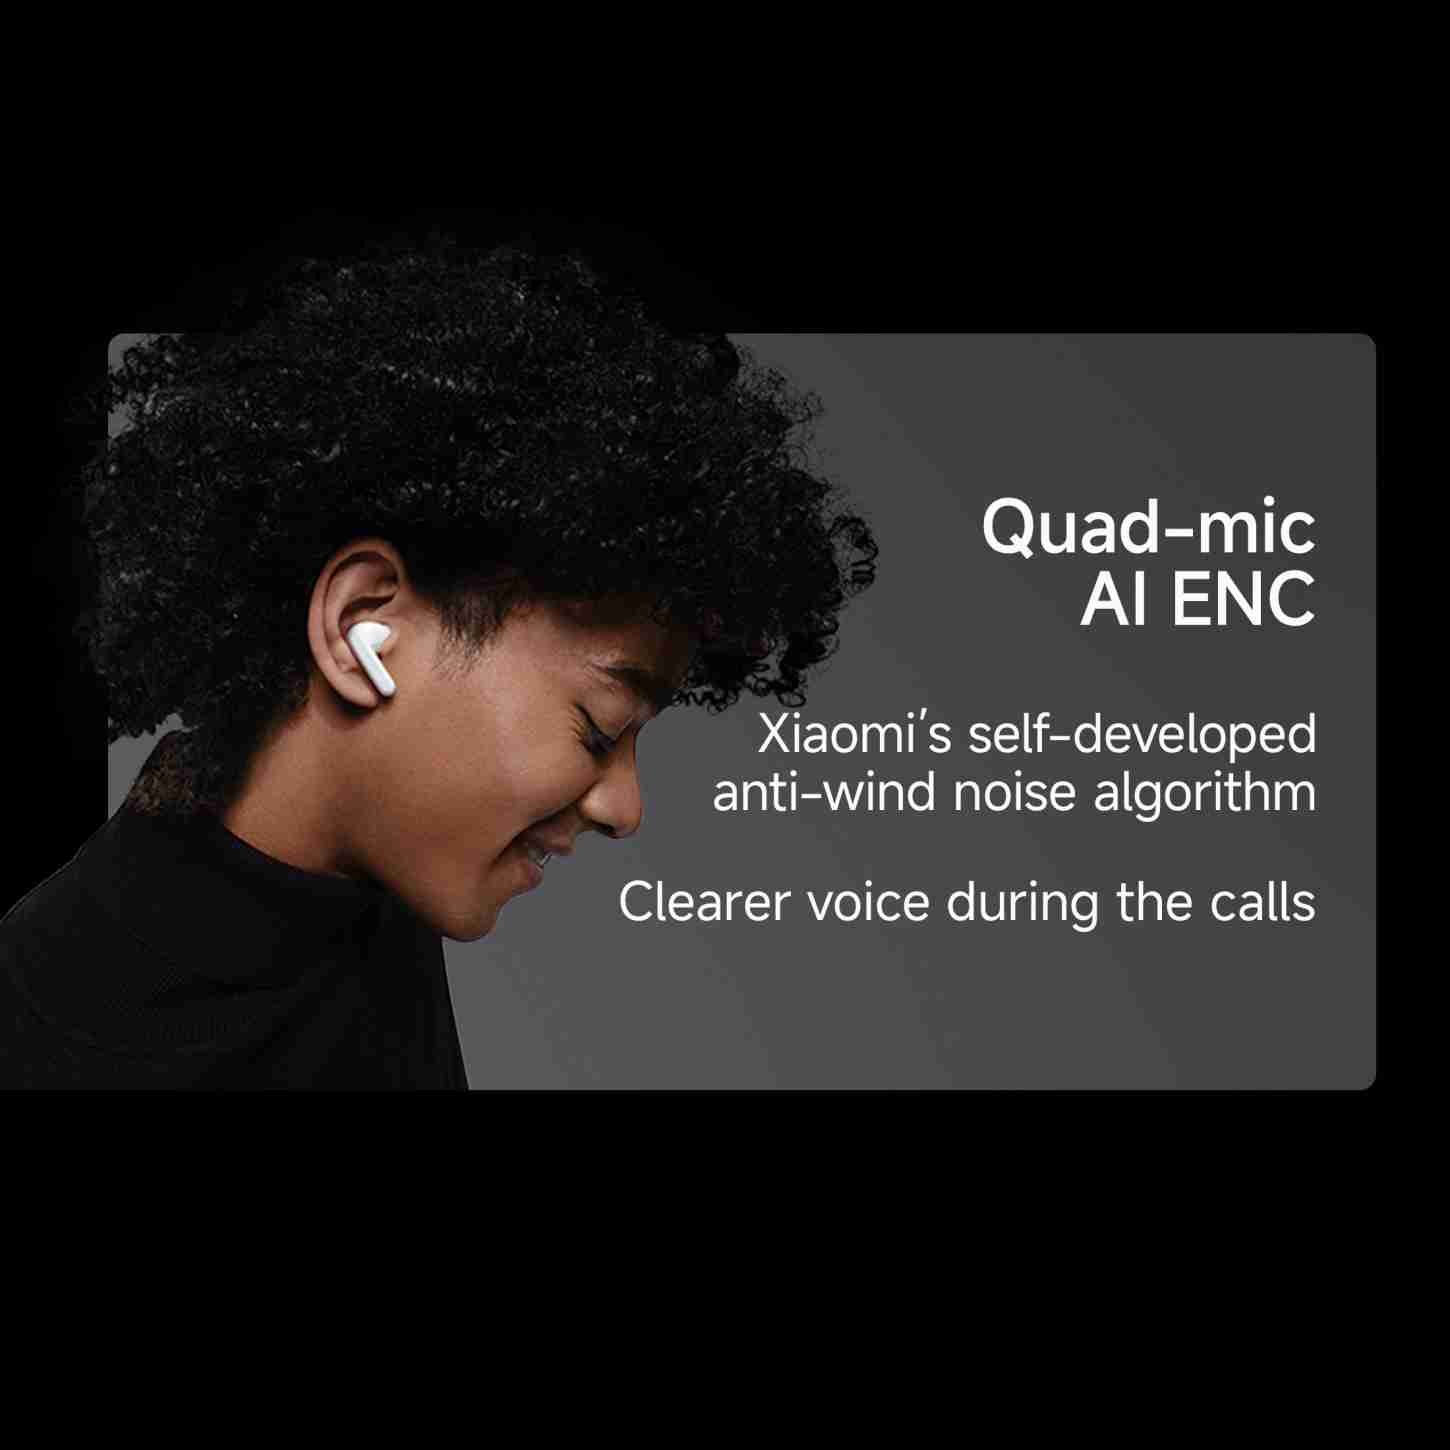 Quad-mic
AI ENC
Xiaomi's self-developed
anti-wind noise algorithm
Clearer voice during the calls